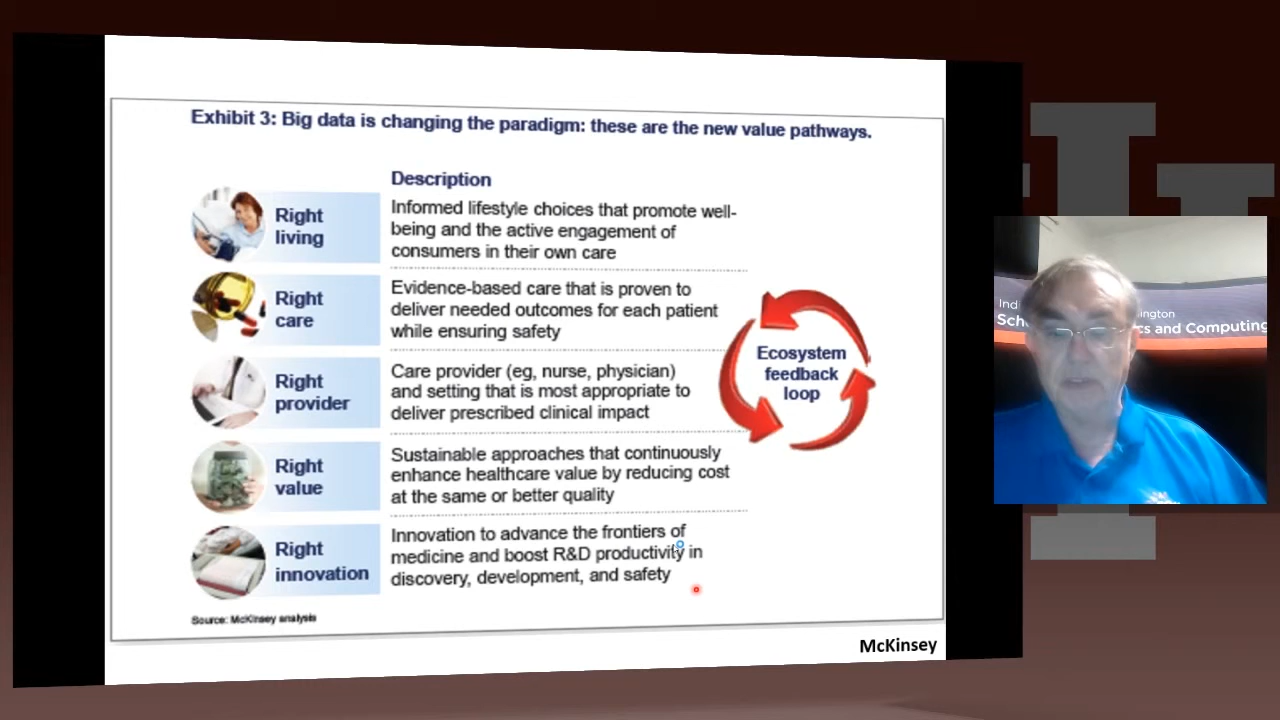 Exhibit 3: Big data is changing the paradigm: these are the new value pathways.
Description
Right
living
Informed lifestyle choices that promote well-
being and the active engagement of
consumers in their own care
Right
care
Evidence-based care that is proven to
deliver needed outcomes for each patient
while ensuring safety
Right
provider
Care provider (eg, nurse, physician)
and setting that is most appropriate to
deliver prescribed clinical impact
Right
value
Sustainable approaches that continuously
enhance healthcare value by reducing cost
at the same or better quality
Right
innovation
Innovation to advance the frontiers of
medicine and boost R&D productivity in
discovery, development, and safety
Ecosystem
feedback
loop
Source: McKinsey analysis
McKinsey
and Computing